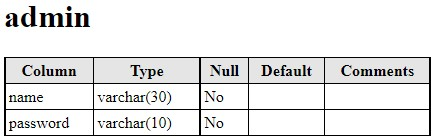 admin
Column Type Null Default Comments
name varchar(30) No
password varchar(10) No